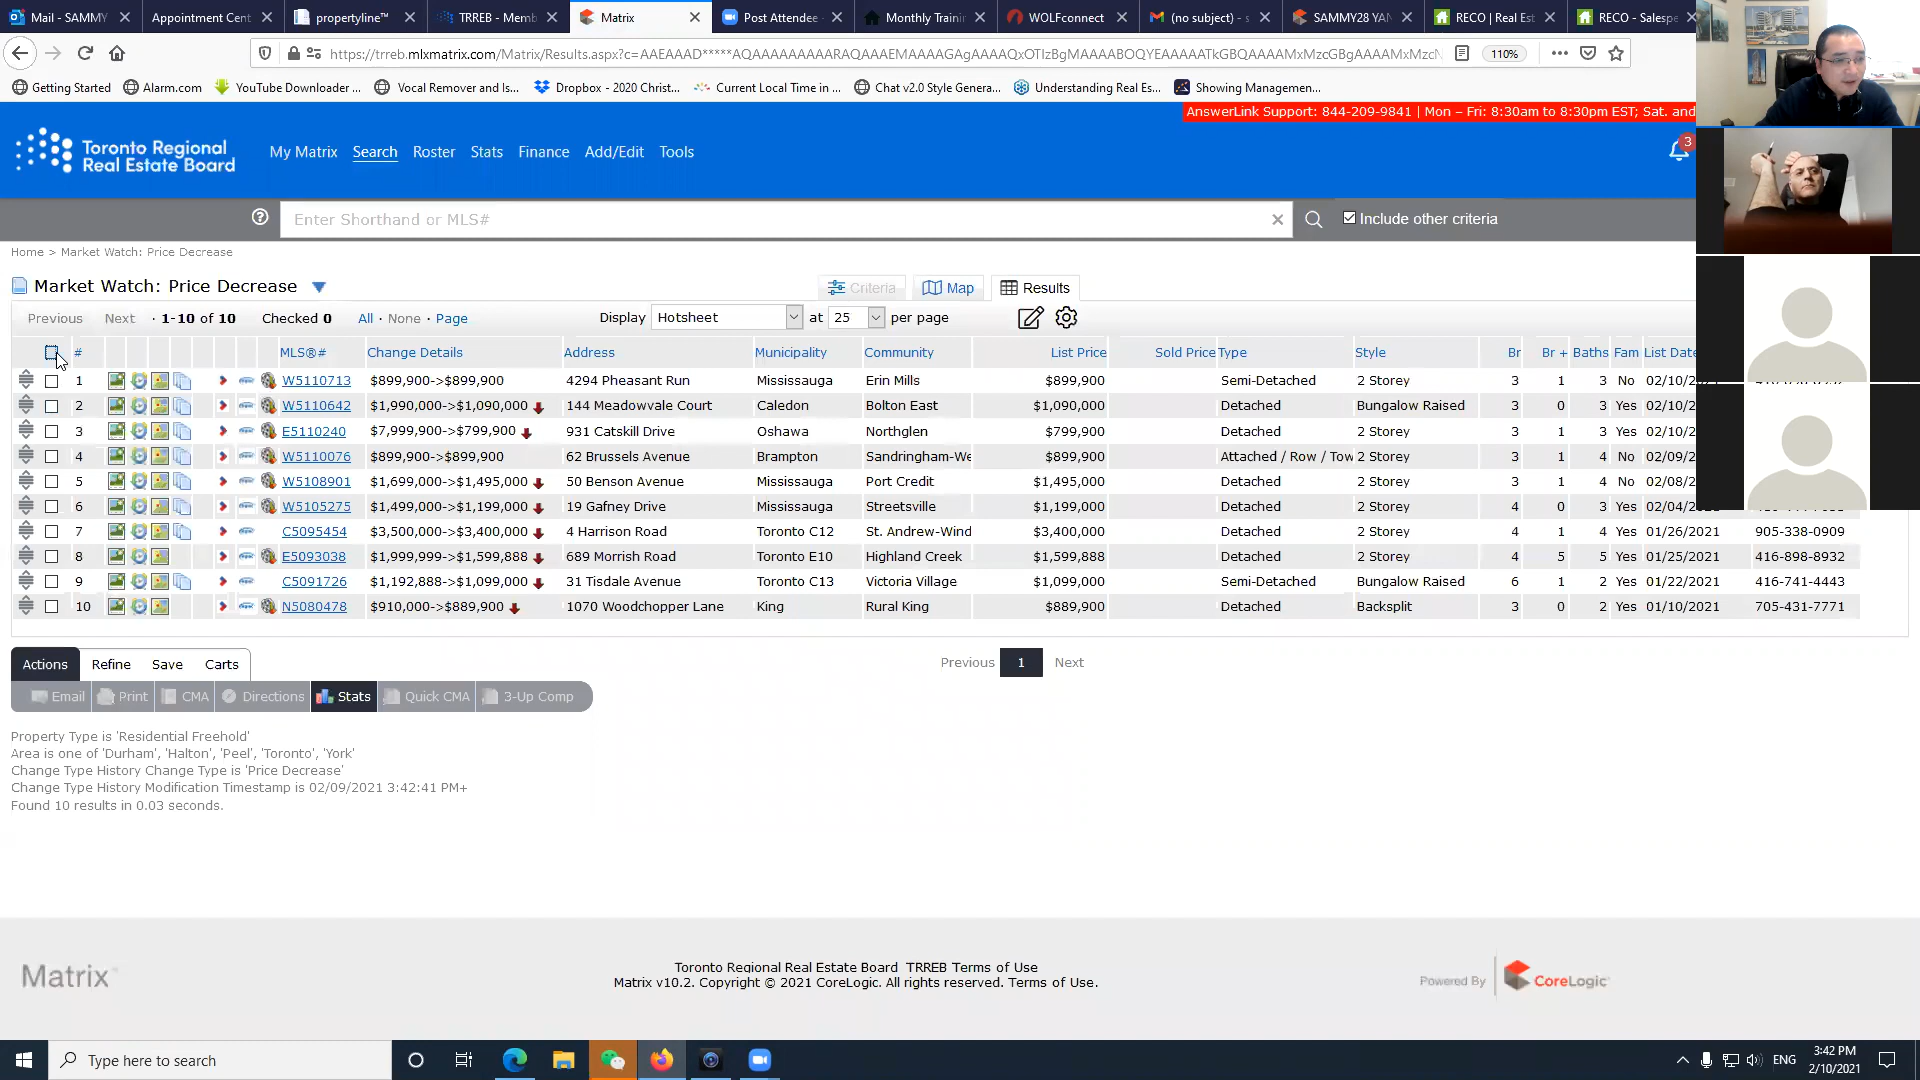 Mail - SAMMY
Appointment Cent
propertyline™
TRREB - Memb
Matrix
Post Attendee -
Monthly Trainin
WOLFconnect
(no subject) - s
SAMMY28 YAN
RECO | Real Est
RECO - Salespe
110%
Getting Started
Alarm.com
YouTube Downloader ...
Vocal Remover and Is...
Dropbox - 2020 Christ...
Current Local Time in ...
Chat v2.0 Style Genera...
Understanding Real Es...
Showing Managemen...
AnswerLink Support: 844-209-9841 | Mon – Fri: 8:30am to 8:30pm EST; Sat. and
Toronto Regional
Real Estate Board
My Matrix Search Roster Stats Finance Add/Edit Tools
3
Enter Shorthand or MLS#
Include other criteria
Home > Market Watch: Price Decrease
Market Watch: Price Decrease
Criteria Map Results
Previous Next · 1-10 of 10 Checked 0 All · None · Page Display Hotsheet at 25 per page
# MLS®# Change Details Address Municipality Community List Price Sold Price Type Style Br Br + Baths Fam List Date
1 W5110713 $899,900->$899,900 4294 Pheasant Run Mississauga Erin Mills $899,900 Semi-Detached 2 Storey 3 1 3 No 02/10/
2 W5110642 $1,990,000->$1,090,000 144 Meadowvale Court Caledon Bolton East $1,090,000 Detached Bungalow Raised 3 0 3 Yes 02/10/2
3 E5110240 $7,999,900->$799,900 931 Catskill Drive Oshawa Northglen $799,900 Detached 2 Storey 3 1 3 Yes 02/10/2
4 W5110076 $899,900->$899,900 62 Brussels Avenue Brampton Sandringham-We $899,900 Attached / Row / Tow 2 Storey 3 1 4 No 02/09/2
5 W5108901 $1,699,000->$1,495,000 50 Benson Avenue Mississauga Port Credit $1,495,000 Detached 2 Storey 3 1 4 No 02/08/2
6 W5105275 $1,499,000->$1,199,000 19 Gafney Drive Mississauga Streetsville $1,199,000 Detached 2 Storey 4 0 3 Yes 02/04/
7 C5095454 $3,500,000->$3,400,000 4 Harrison Road Toronto C12 St. Andrew-Wind $3,400,000 Detached 2 Storey 4 1 4 Yes 01/26/2021 905-338-0909
8 E5093038 $1,999,999->$1,599,888 689 Morrish Road Toronto E10 Highland Creek $1,599,888 Detached 2 Storey 4 5 5 Yes 01/25/2021 416-898-8932
9 C5091726 $1,192,888->$1,099,000 31 Tisdale Avenue Toronto C13 Victoria Village $1,099,000 Semi-Detached Bungalow Raised 6 1 2 Yes 01/22/2021 416-741-4443
10 N5080478 $910,000->$889,900 1070 Woodchopper Lane King Rural King $889,900 Detached Backsplit 3 0 2 Yes 01/10/2021 705-431-7771
Actions Refine Save Carts
Previous 1 Next
Email Print CMA Directions Stats Quick CMA 3-Up Comp
Property Type is 'Residential Freehold'
Area is one of 'Durham', 'Halton', 'Peel', 'Toronto', 'York'
Change Type History Change Type is 'Price Decrease'
Change Type History Modification Timestamp is 02/09/2021 3:42:41 PM+
Found 10 results in 0.03 seconds.
Matrix
Toronto Regional Real Estate Board TRREB Terms of Use
Matrix v10.2. Copyright © 2021 CoreLogic. All rights reserved. Terms of Use.
Powered By CoreLogic
Type here to search
ENG
3:42 PM
2/10/2021